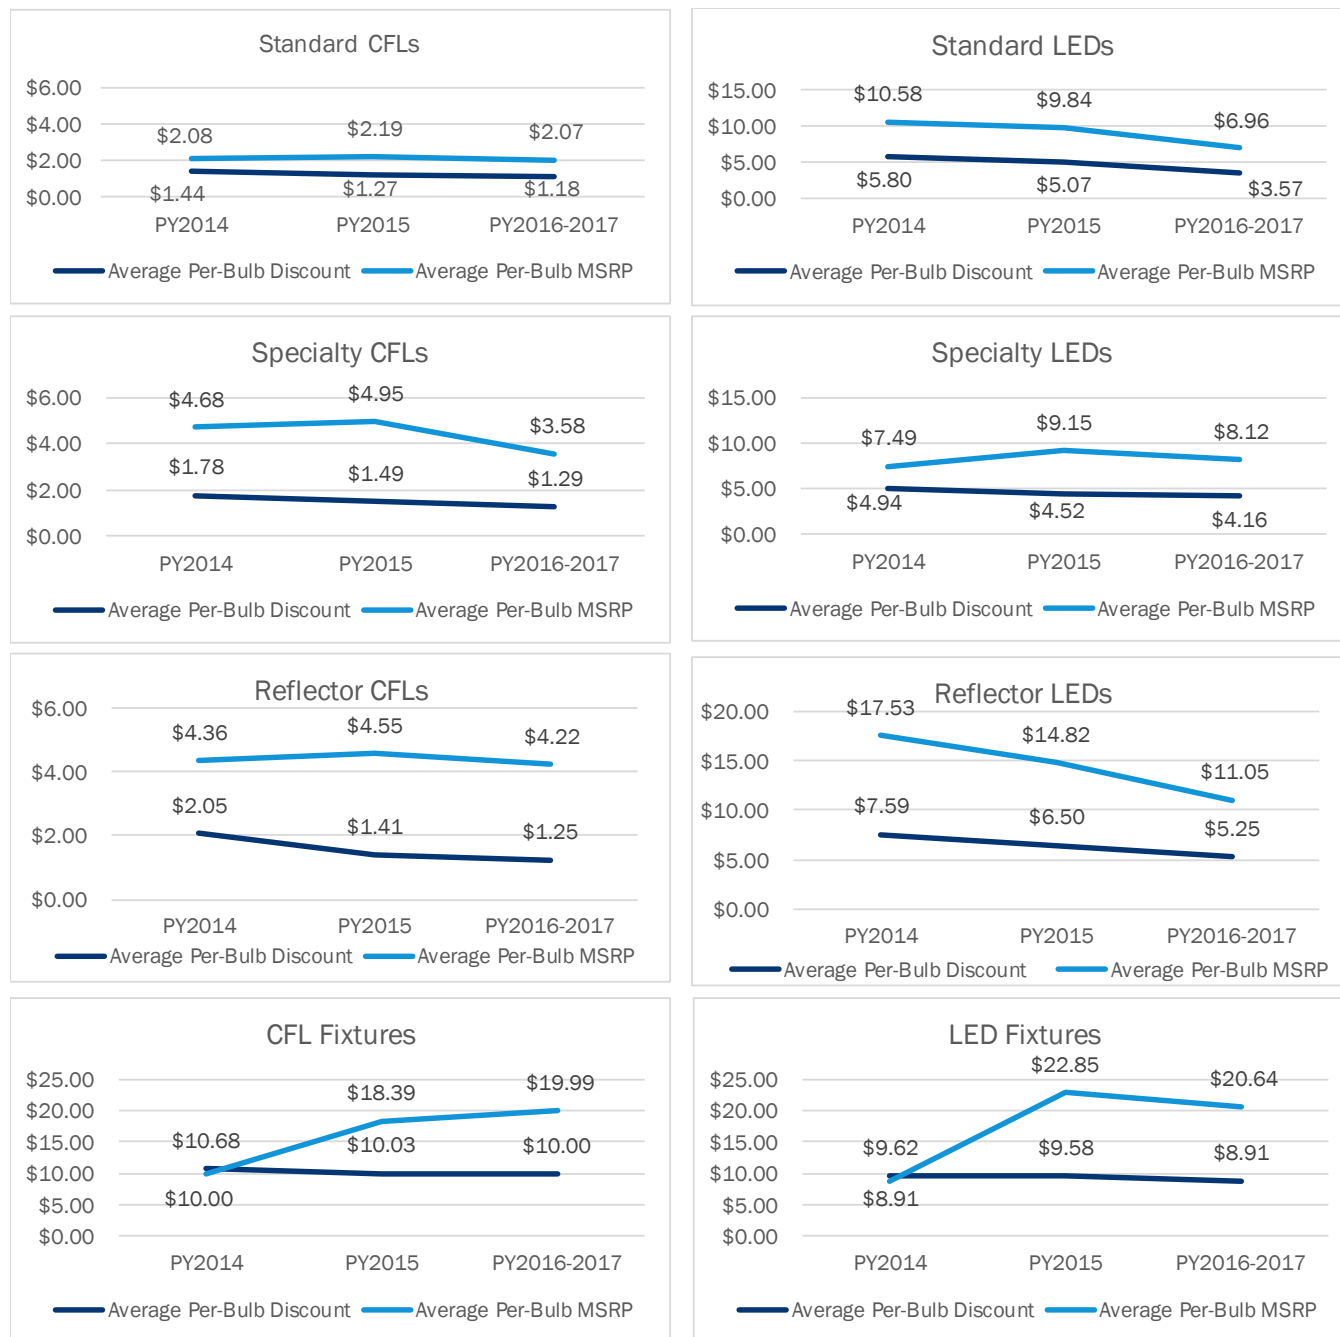 Standard CFLs
$6.00
$4.00
$2.00
$0.00
$2.08
$2.19
$2.07
$1.44
$1.27
$1.18
PY2014
PY2015
PY2016-2017
Average Per-Bulb Discount
Average Per-Bulb MSRP
Standard LEDs
$15.00
$10.00
$5.00
$0.00
$10.58
$9.84
$6.96
$5.80
$5.07
$3.57
PY2014
PY2015
PY2016-2017
Average Per-Bulb Discount
Average Per-Bulb MSRP
Specialty CFLs
$6.00
$4.00
$2.00
$0.00
$4.68
$4.95
$3.58
$1.78
$1.49
$1.29
PY2014
PY2015
PY2016-2017
Average Per-Bulb Discount
Average Per-Bulb MSRP
Specialty LEDs
$15.00
$10.00
$5.00
$0.00
$7.49
$9.15
$8.12
$4.94
$4.52
$4.16
PY2014
PY2015
PY2016-2017
Average Per-Bulb Discount
Average Per-Bulb MSRP
Reflector CFLs
$6.00
$4.00
$2.00
$0.00
$4.36
$4.55
$4.22
$2.05
$1.41
$1.25
PY2014
PY2015
PY2016-2017
Average Per-Bulb Discount
Average Per-Bulb MSRP
Reflector LEDs
$20.00
$15.00
$10.00
$5.00
$0.00
$17.53
$14.82
$11.05
$7.59
$6.50
$5.25
PY2014
PY2015
PY2016-2017
Average Per-Bulb Discount
Average Per-Bulb MSRP
CFL Fixtures
$25.00
$20.00
$15.00
$10.00
$5.00
$0.00
$18.39
$19.99
$10.68
$10.03
$10.00
$10.00
PY2014
PY2015
PY2016-2017
Average Per-Bulb Discount
Average Per-Bulb MSRP
LED Fixtures
$25.00
$20.00
$15.00
$10.00
$5.00
$0.00
$22.85
$20.64
$9.62
$9.58
$8.91
$8.91
PY2014
PY2015
PY2016-2017
Average Per-Bulb Discount
Average Per-Bulb MSRP